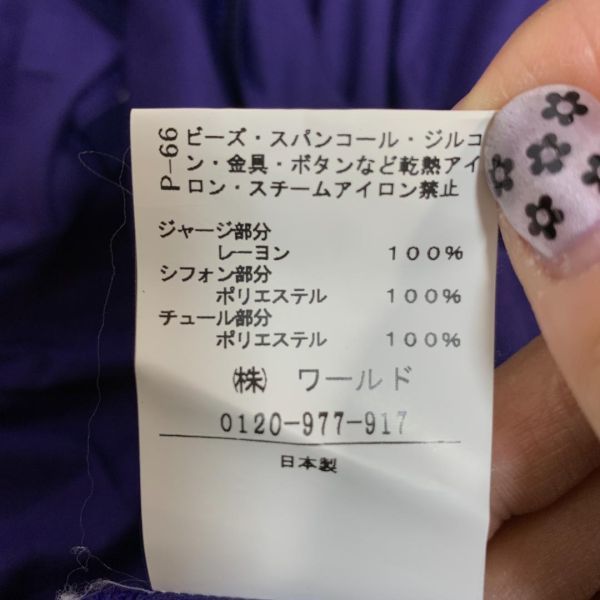 P-66
ビーズ・スパンコール・ジルコ
ン・金具・ボタンなど乾熱アイ
ロン・スチームアイロン禁止
ジャージ部分
レーヨン 100%
シフォン部分
ポリエステル 100%
チュール部分
ポリエステル 100%
㈱ ワールド
0120-977-917
日本製